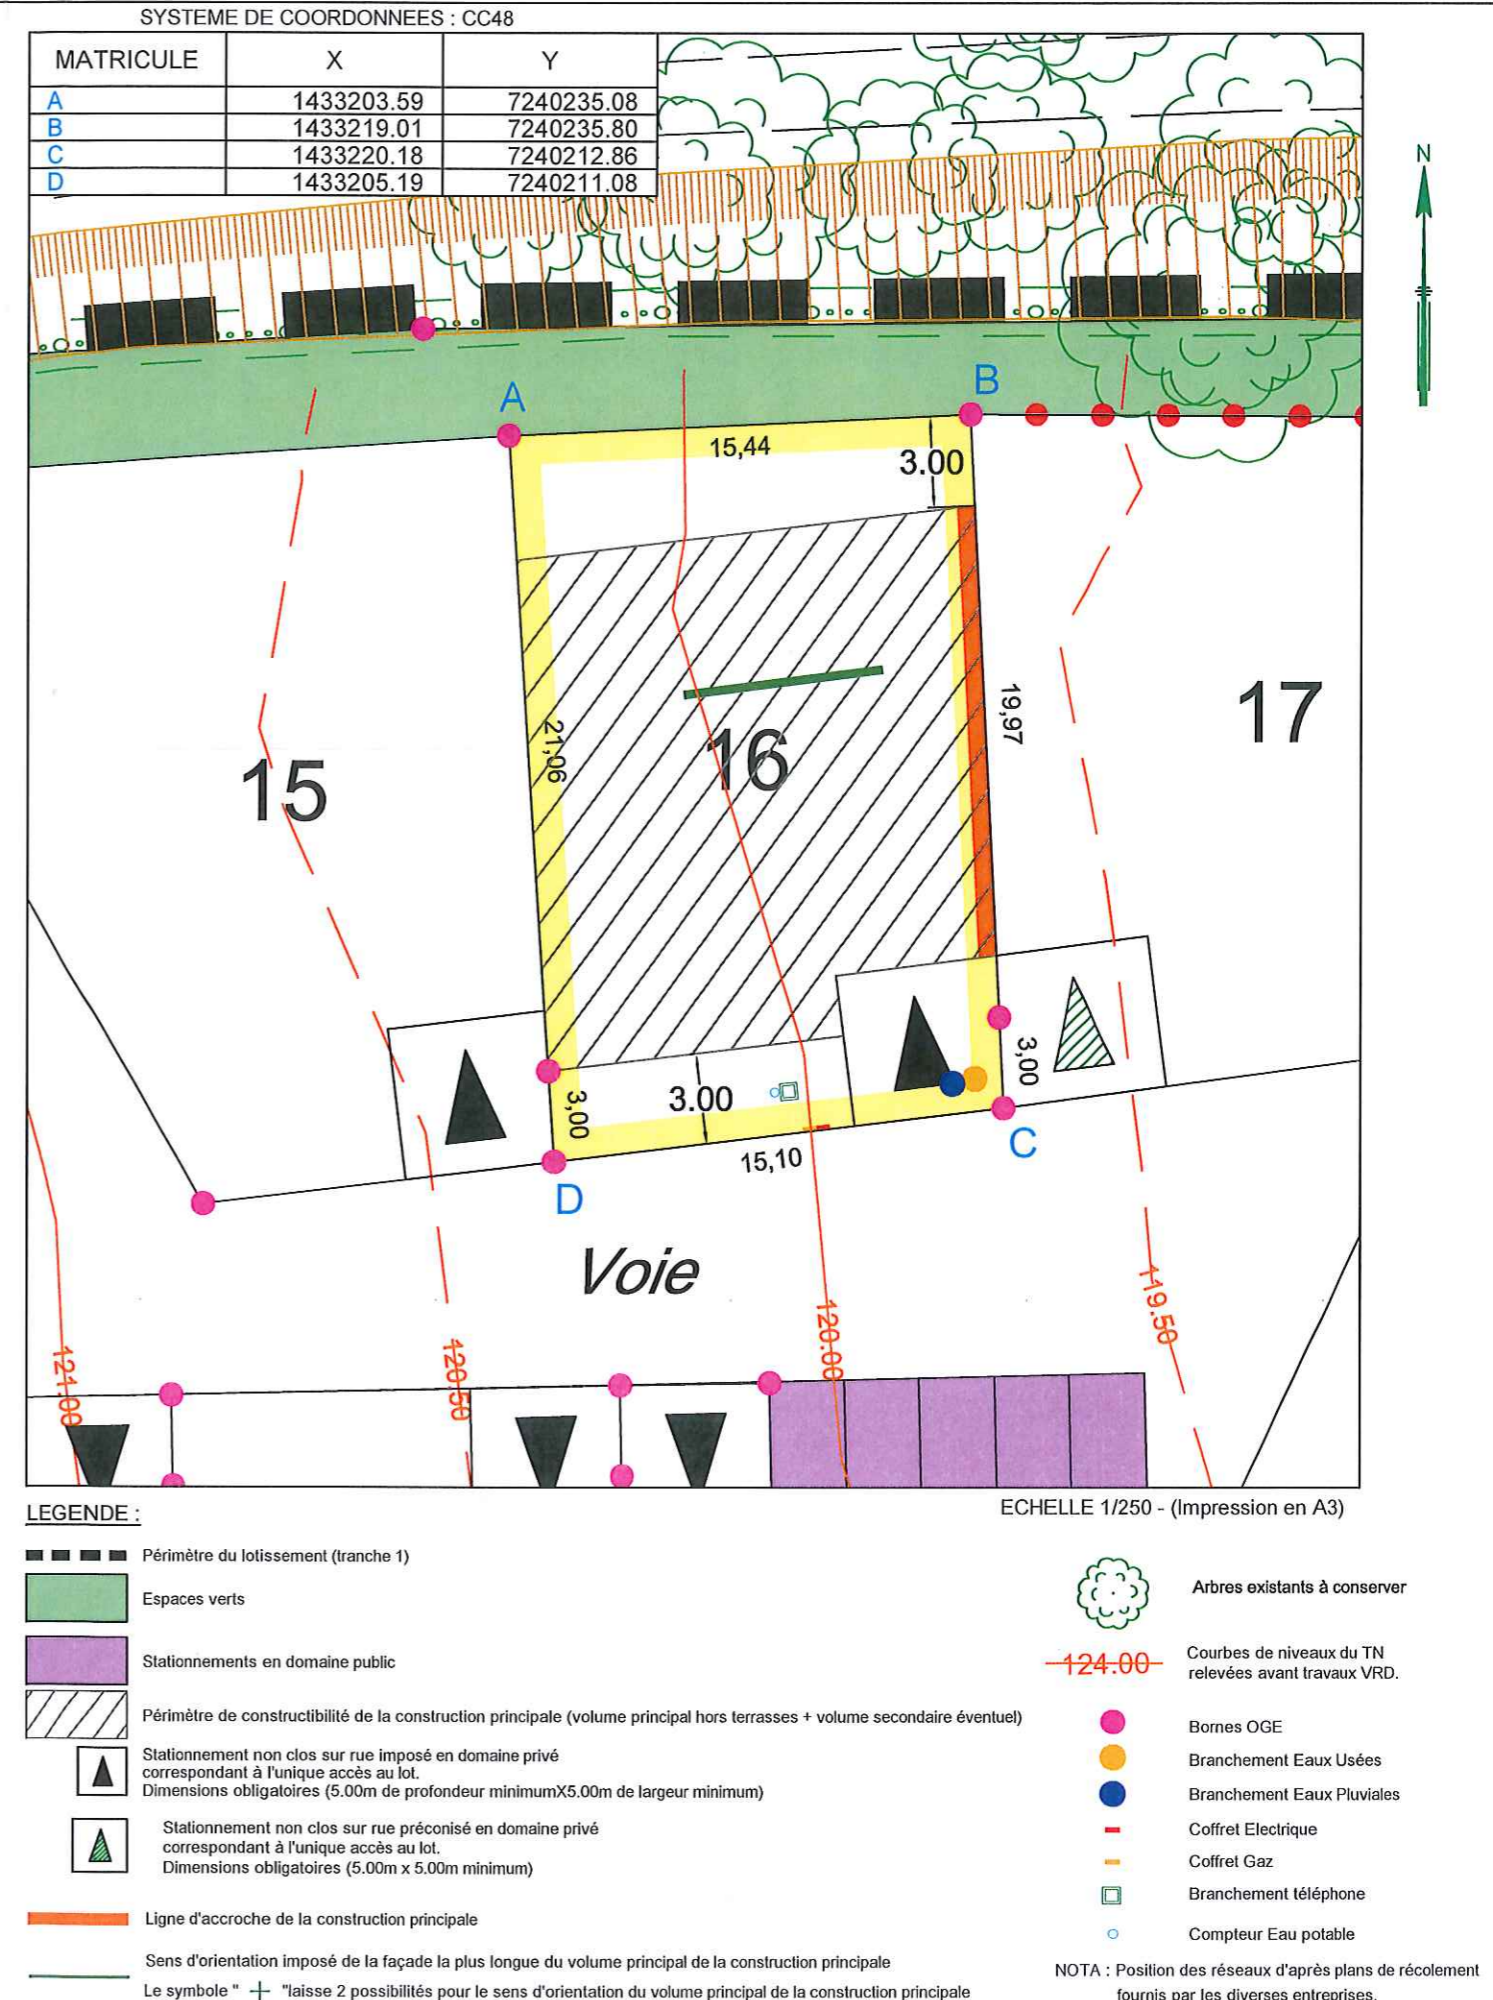 SYSTEME DE COORDONNEES : CC48
MATRICULE X Y
A 1433203.59 7240235.08
B 1433219.01 7240235.80
C 1433220.18 7240212.86
D 1433205.19 7240211.08
N
A
B
15,44
3.00
15
21,06
16
19,97
17
3,00
3.00
3,00
15,10
C
D
Voie
121.00
120.50
120.00
119.50
LEGENDE :
ECHELLE 1/250 - (Impression en A3)
Périmètre du lotissement (tranche 1)
Espaces verts
Stationnements en domaine public
Périmètre de constructibilité de la construction principale (volume principal hors terrasses + volume secondaire éventuel)
Stationnement non clos sur rue imposé en domaine privé
correspondant à l'unique accès au lot.
Dimensions obligatoires (5.00m de profondeur minimumX5.00m de largeur minimum)
Stationnement non clos sur rue préconisé en domaine privé
correspondant à l'unique accès au lot.
Dimensions obligatoires (5.00m x 5.00m minimum)
Ligne d'accroche de la construction principale
Sens d'orientation imposé de la façade la plus longue du volume principal de la construction principale
Le symbole " + "laisse 2 possibilités pour le sens d'orientation du volume principal de la construction principale
Arbres existants à conserver
124.00
Courbes de niveaux du TN
relevées avant travaux VRD.
Bornes OGE
Branchement Eaux Usées
Branchement Eaux Pluviales
Coffret Electrique
Coffret Gaz
Branchement téléphone
Compteur Eau potable
NOTA : Position des réseaux d'après plans de récolement
fournis par les diverses entreprises.